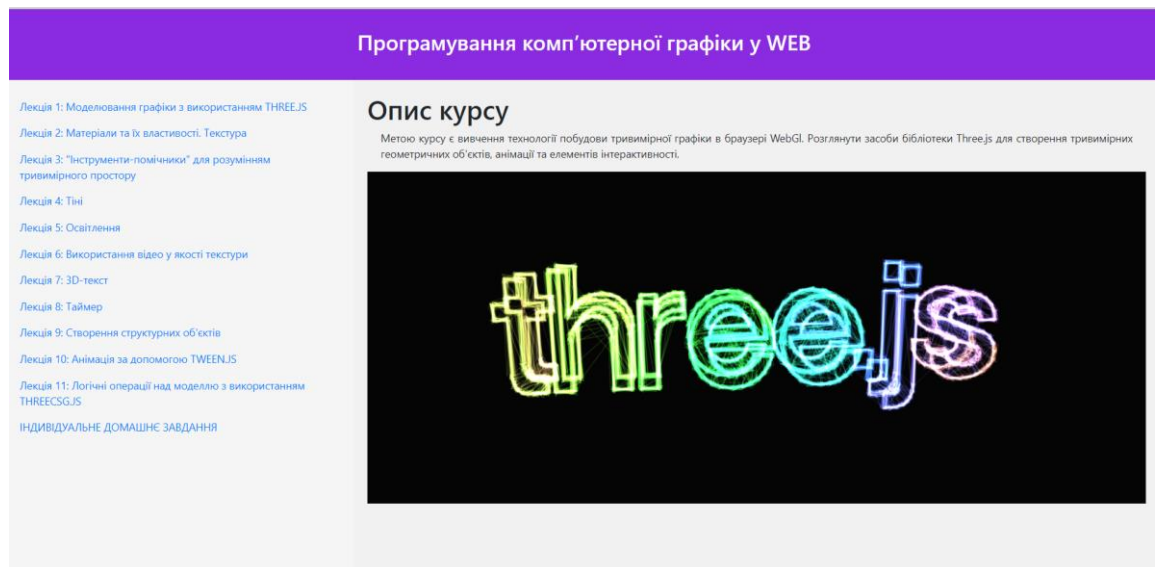 Програмування комп’ютерної графіки у WEB
Лекція 1: Моделювання графіки з використанням THREE.JS
Лекція 2: Матеріали та їх властивості. Текстура
Лекція 3: "Інструменти-помічники" для розумінням
тривимірного простору
Лекція 4: Тіні
Лекція 5: Освітлення
Лекція 6: Використання відео у якості текстури
Лекція 7: 3D-текст
Лекція 8: Таймер
Лекція 9: Створення структурних об'єктів
Лекція 10: Анімація за допомогою TWEEN.JS
Лекція 11: Логічні операції над моделлю з використанням
THREECSG.JS
ІНДИВІДУАЛЬНЕ ДОМАШНЄ ЗАВДАННЯ
Опис курсу
Метою курсу є вивчення технології побудови тривимірної графіки в браузері WebGl. Розглянути засоби бібліотеки Three.js для створення тривимірних
геометричних об'єктів, анімації та елементів інтерактивності.
three.js